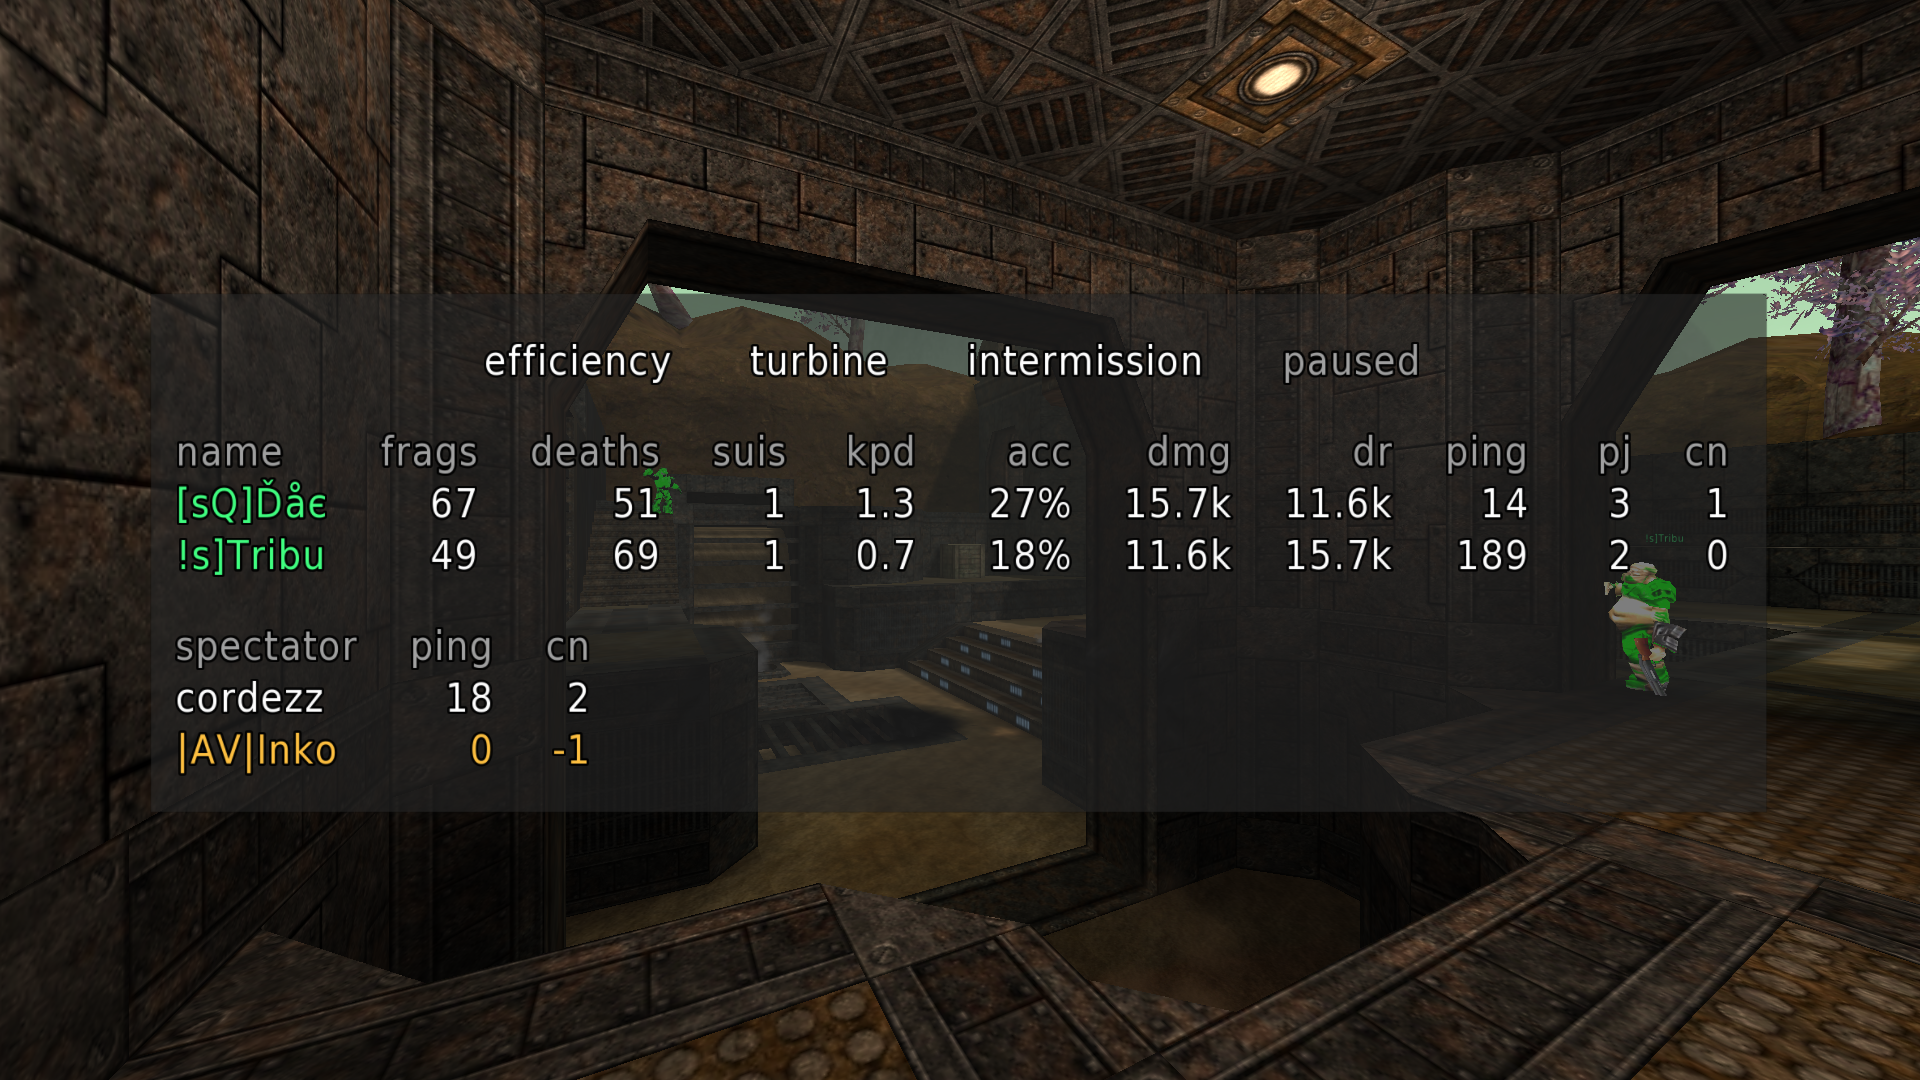 efficiency turbine intermission paused
name frags deaths suis kpd acc dmg dr ping pj cn
[sQ]Ďåє 67 51 1 1.3 27% 15.7k 11.6k 14 3 1
!s]Tribu 49 69 1 0.7 18% 11.6k 15.7k 189 2 0
!s]Tribu
spectator ping cn
cordezz 18 2
|AV|Inko 0 -1